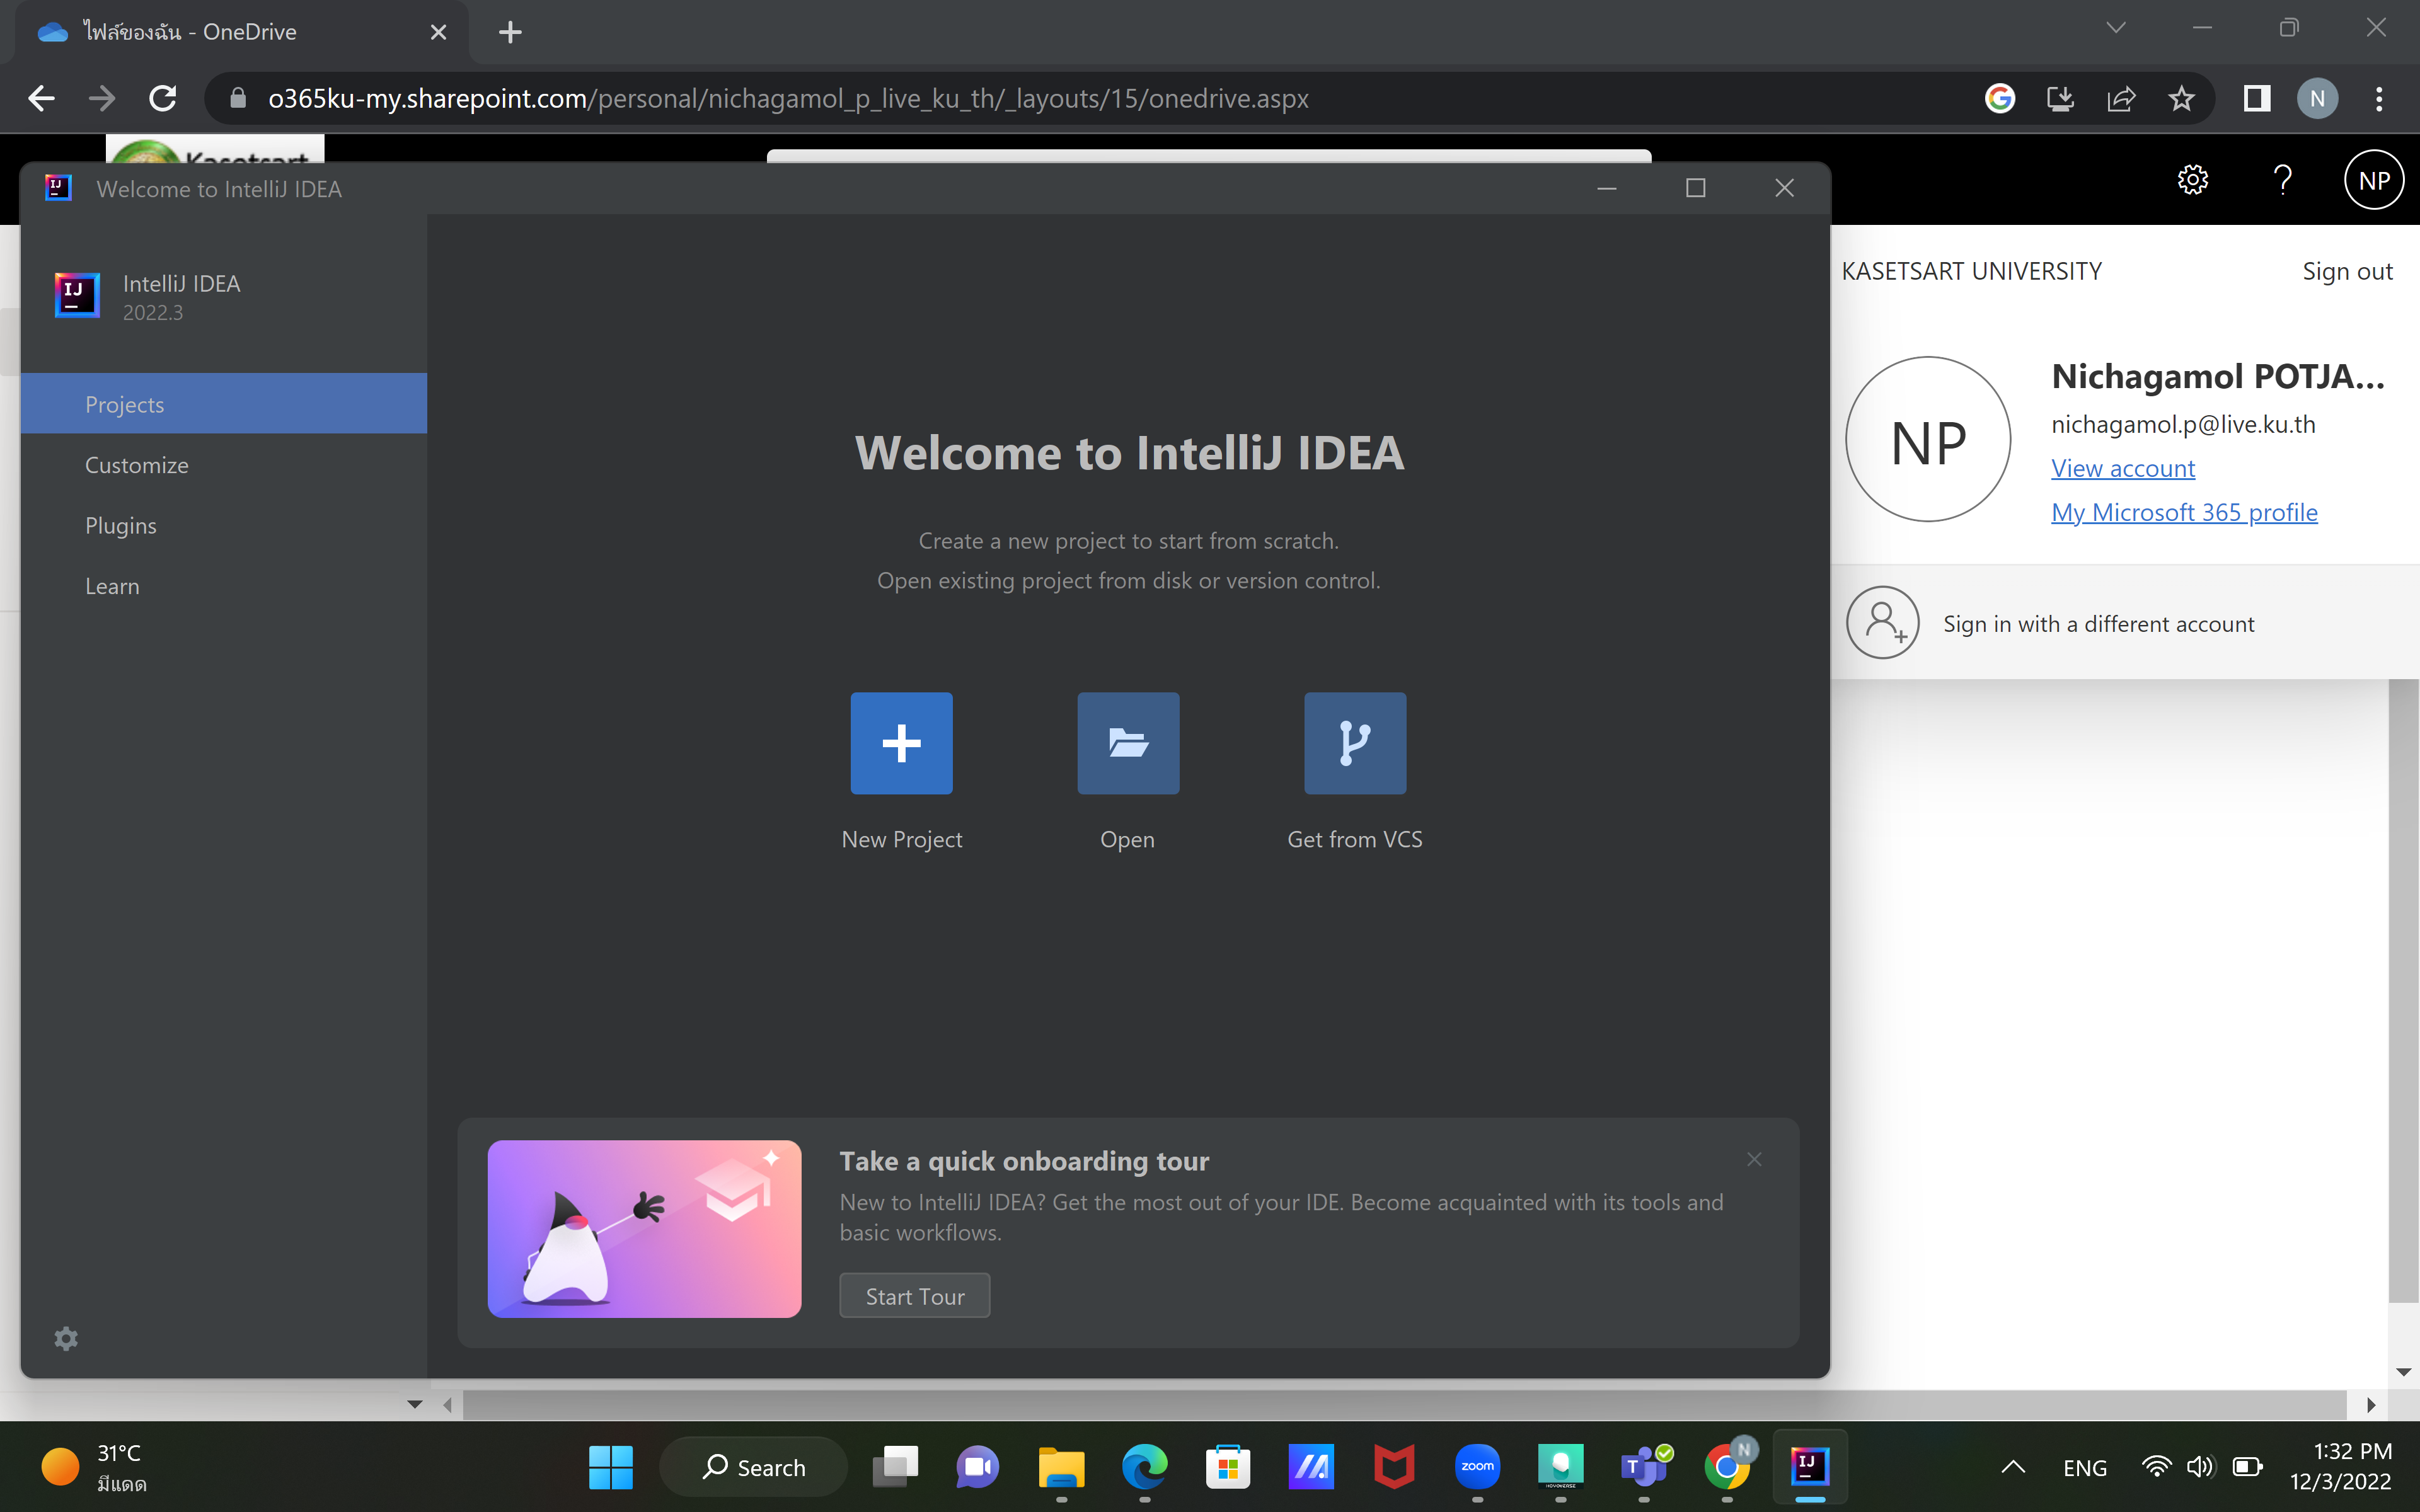 ไฟล์ของฉัน - OneDrive
o365ku-my.sharepoint.com/personal/nichagamol_p_live_ku_th/_layouts/15/onedrive.aspx
N
Kasetsart
NP
Welcome to IntelliJ IDEA
IntelliJ IDEA
2022.3
Projects
Customize
Plugins
Learn
Welcome to IntelliJ IDEA
Create a new project to start from scratch.
Open existing project from disk or version control.
New Project
Open
Get from VCS
Take a quick onboarding tour
New to IntelliJ IDEA? Get the most out of your IDE. Become acquainted with its tools and
basic workflows.
Start Tour
KASETSART UNIVERSITY
Sign out
NP
Nichagamol POTJA...
nichagamol.p@live.ku.th
View account
My Microsoft 365 profile
Sign in with a different account
31°C
มีแดด
Search
zoom
HOYOVERSE
T
N
IJ
ENG
1:32 PM
12/3/2022